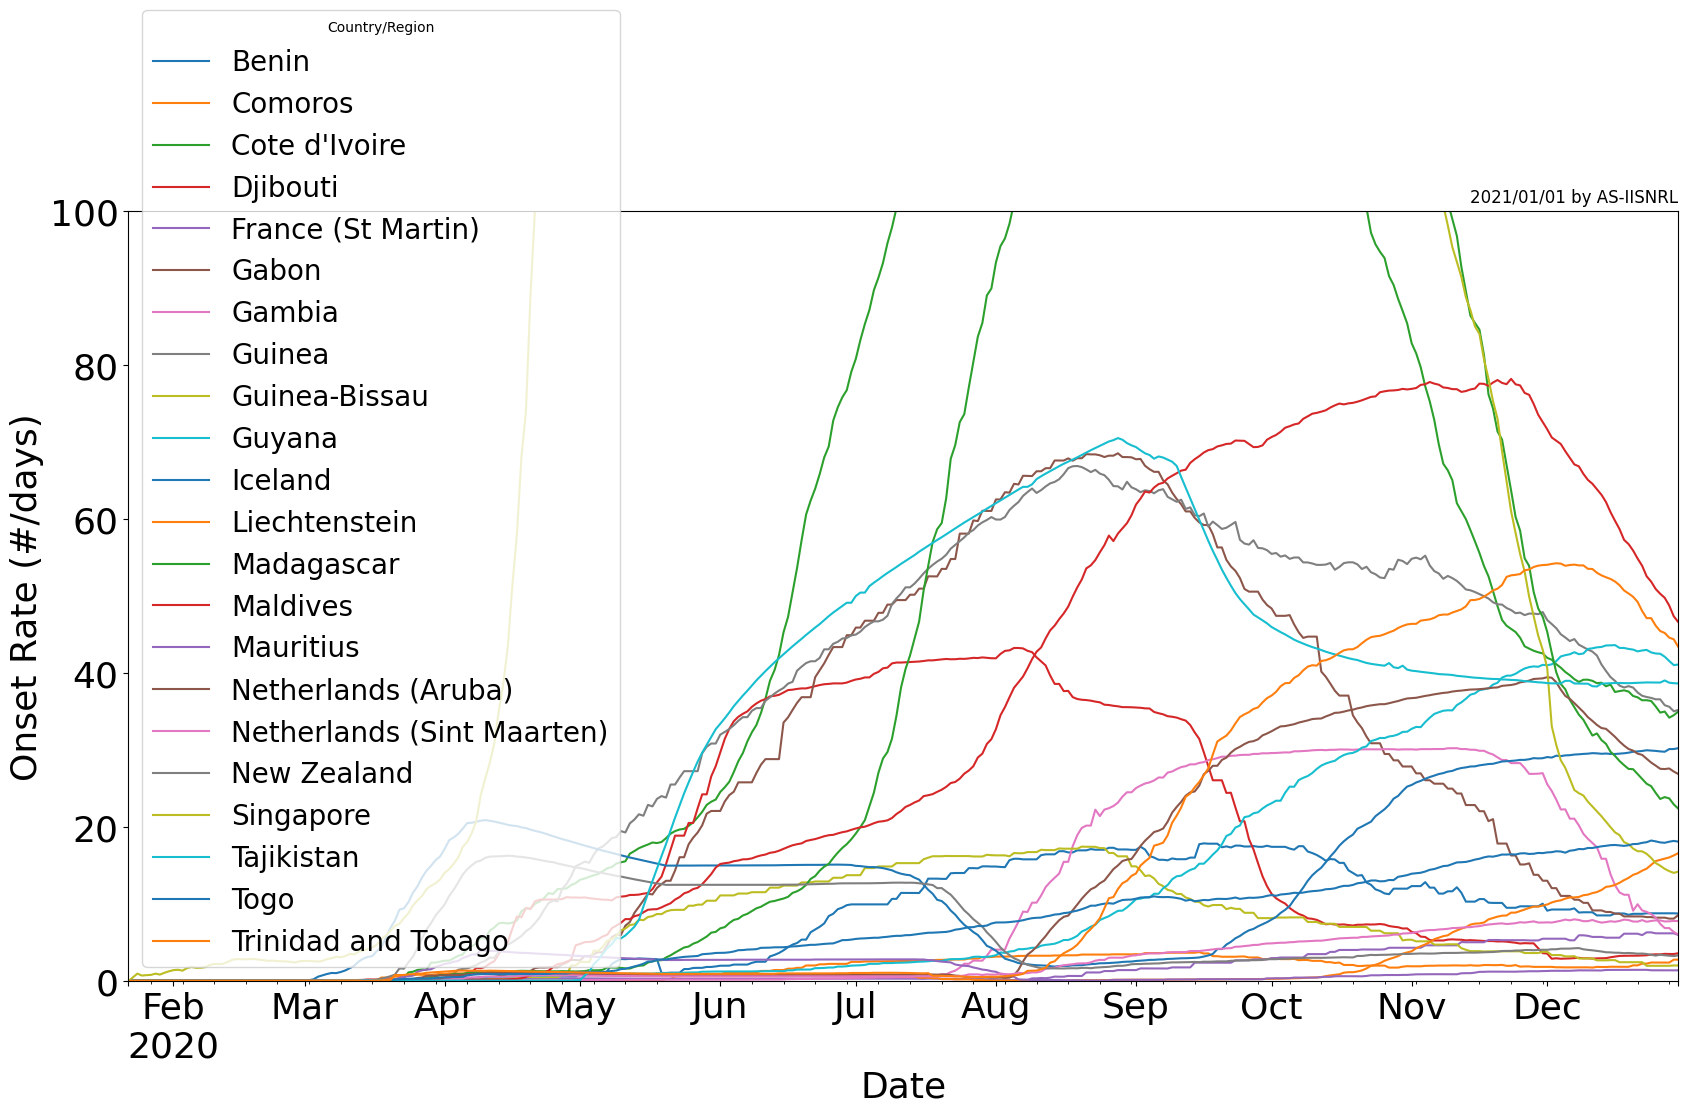 Country/Region
Benin
Comoros
Cote d'Ivoire
Djibouti
France (St Martin)
Gabon
Gambia
Guinea
Guinea-Bissau
Guyana
Iceland
Liechtenstein
Madagascar
Maldives
Mauritius
Netherlands (Aruba)
Netherlands (Sint Maarten)
New Zealand
Singapore
Tajikistan
Togo
Trinidad and Tobago
2021/01/01 by AS-IISNRL
Onset Rate (#/days)
100
80
60
40
20
0
Feb Mar Apr May Jun Jul Aug Sep Oct Nov Dec
2020
Date